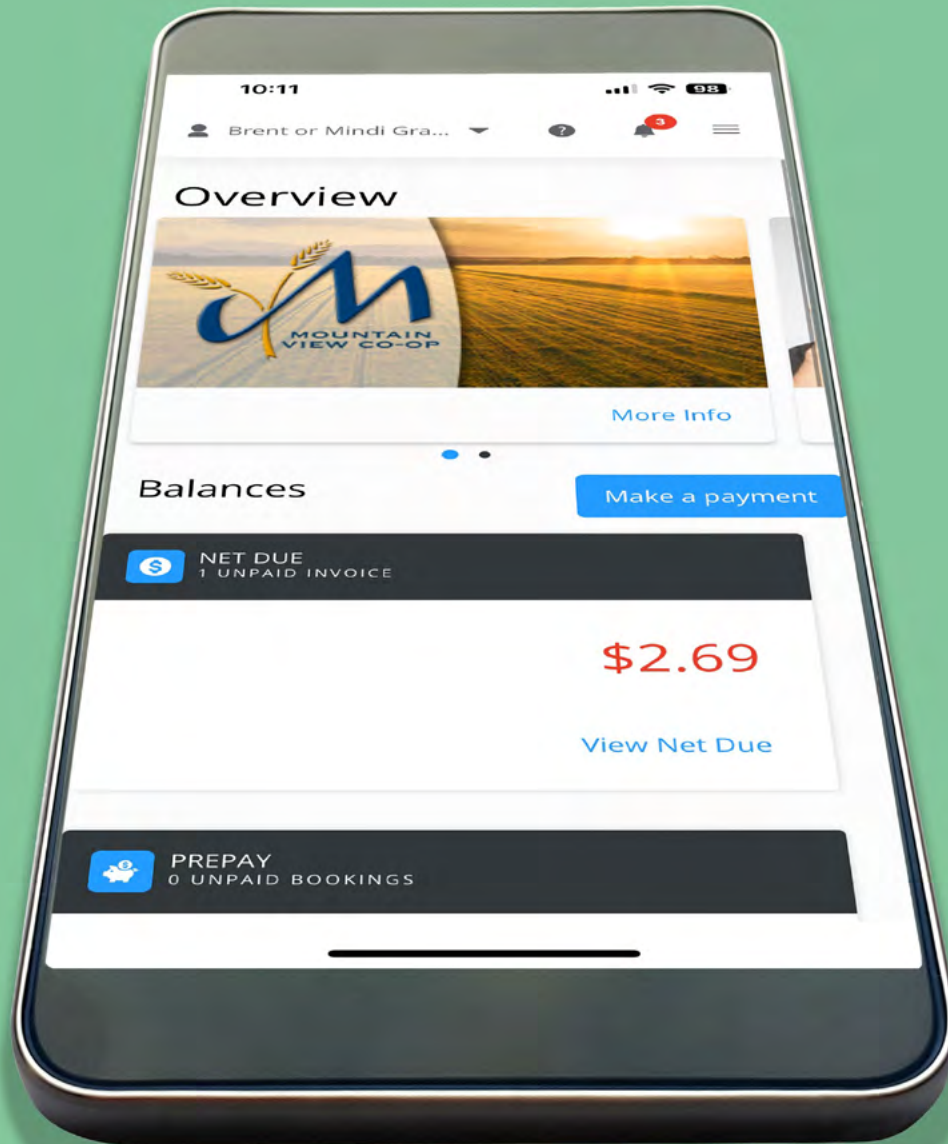 10:11
98
Brent or Mindi Gra...
?
3
Overview
MOUNTAIN
VIEW CO-OP
More Info
Balances
Make a payment
$
NET DUE
1 UNPAID INVOICE
$2.69
View Net Due
PREPAY
0 UNPAID BOOKINGS